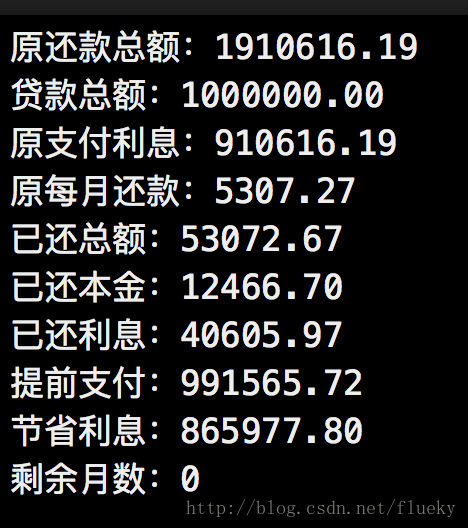 原还款总额：1910616.19
贷款总额：1000000.00
原支付利息：910616.19
原每月还款：5307.27
已还总额：53072.67
已还本金：12466.70
已还利息：40605.97
提前支付：991565.72
节省利息：865977.80
剩余月数：0
http://blog.csdn.net/flueky